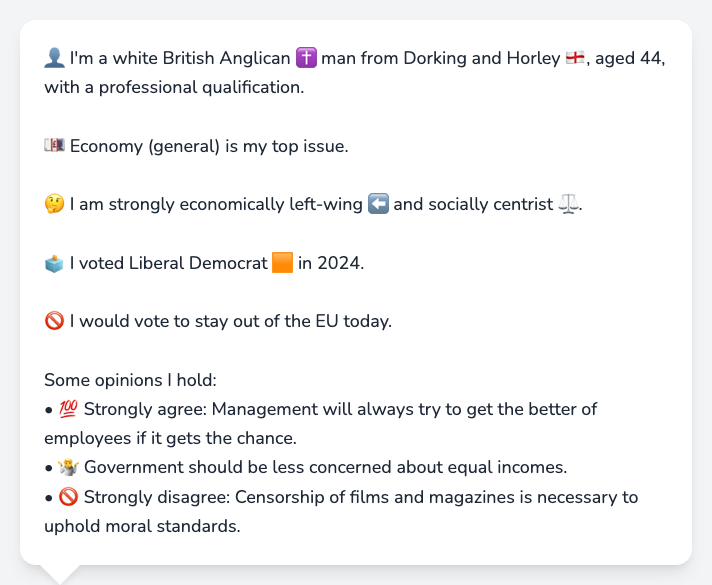 👤 I'm a white British Anglican ✝️ man from Dorking and Horley 🏴󠁧󠁢󠁥󠁮󠁧󠁿, aged 44,
with a professional qualification.
💷 Economy (general) is my top issue.
🤔 I am strongly economically left-wing ⬅️ and socially centrist ⚖️.
🗳️ I voted Liberal Democrat 🟧 in 2024.
🚫 I would vote to stay out of the EU today.
Some opinions I hold:
• 💯 Strongly agree: Management will always try to get the better of
employees if it gets the chance.
• 🤷 Government should be less concerned about equal incomes.
• 🚫 Strongly disagree: Censorship of films and magazines is necessary to
uphold moral standards.